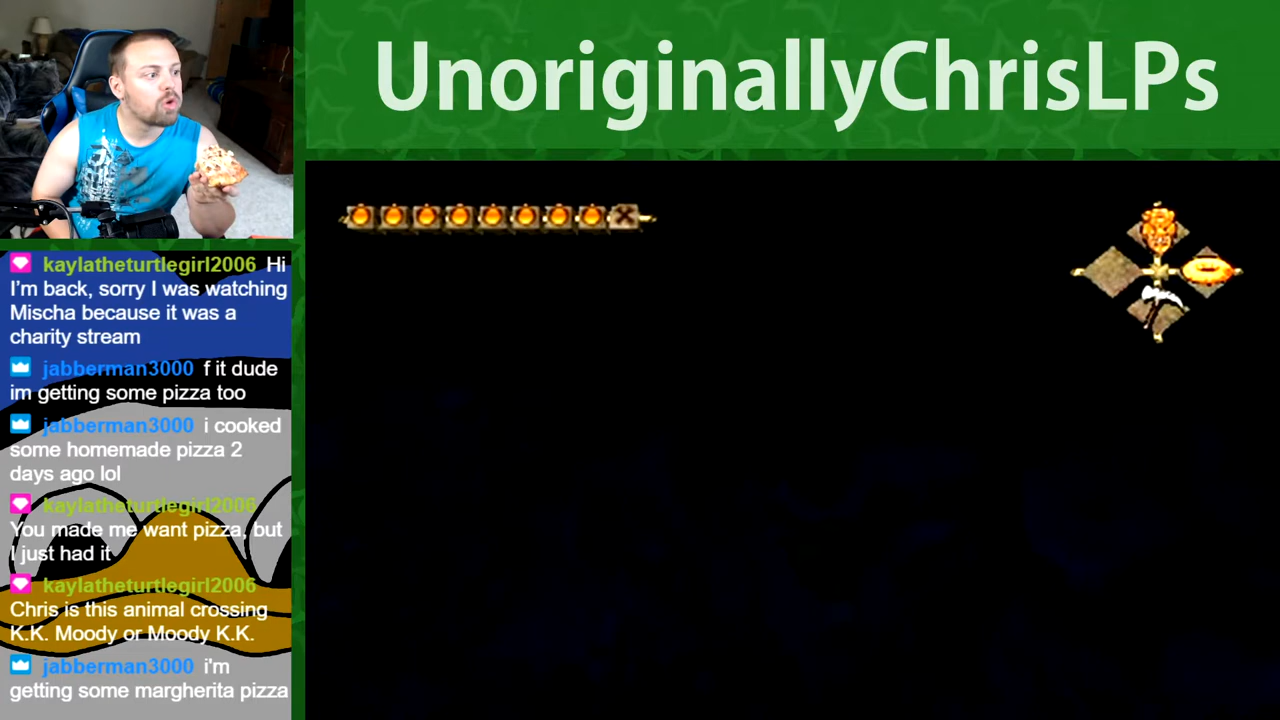 UnoriginallyChrisLPs
kaylatheturtlegirl2006 Hi
I'm back, sorry I was watching
Mischa because it was a
charity stream
jabberman3000 f it dude
im getting some pizza too
jabberman3000 i cooked
some homemade pizza 2
days ago lol
kaylatheturtlegirl2006
You made me want pizza, but
I just had it
kaylatheturtlegirl2006
Chris is this animal crossing
K.K. Moody or Moody K.K.
jabberman3000 i'm
getting some margherita pizza